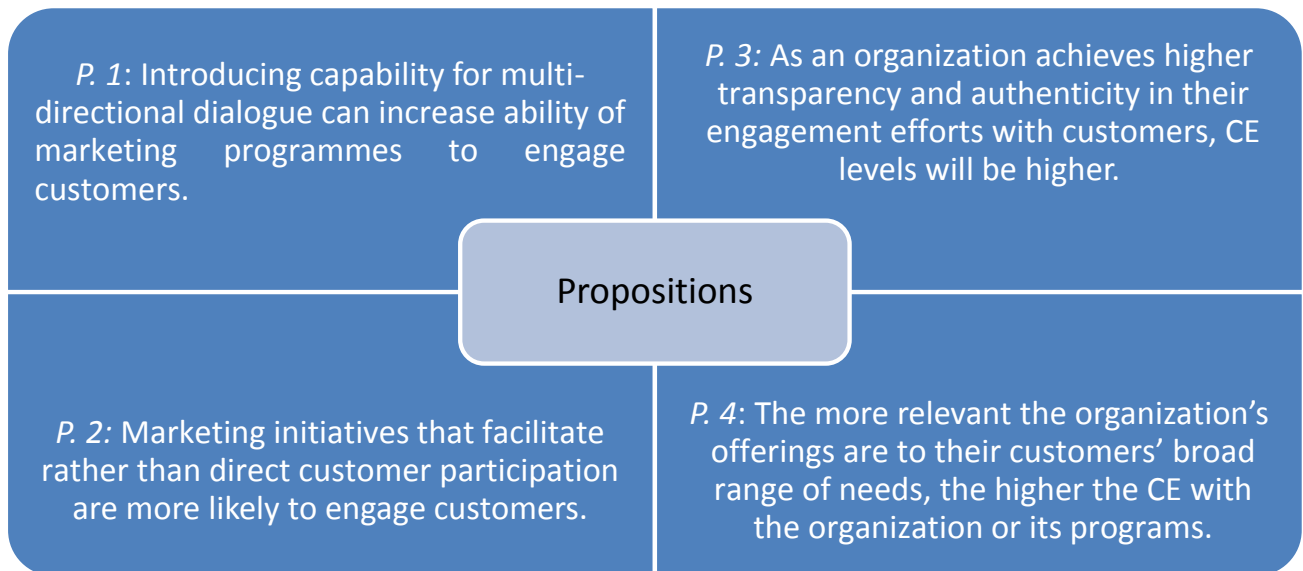 P. 1: Introducing capability for multi-
directional dialogue can increase ability of
marketing programmes to engage
customers.
P. 3: As an organization achieves higher
transparency and authenticity in their
engagement efforts with customers, CE
levels will be higher.
Propositions
P. 2: Marketing initiatives that facilitate
rather than direct customer participation
are more likely to engage customers.
P. 4: The more relevant the organization’s
offerings are to their customers’ broad
range of needs, the higher the CE with
the organization or its programs.